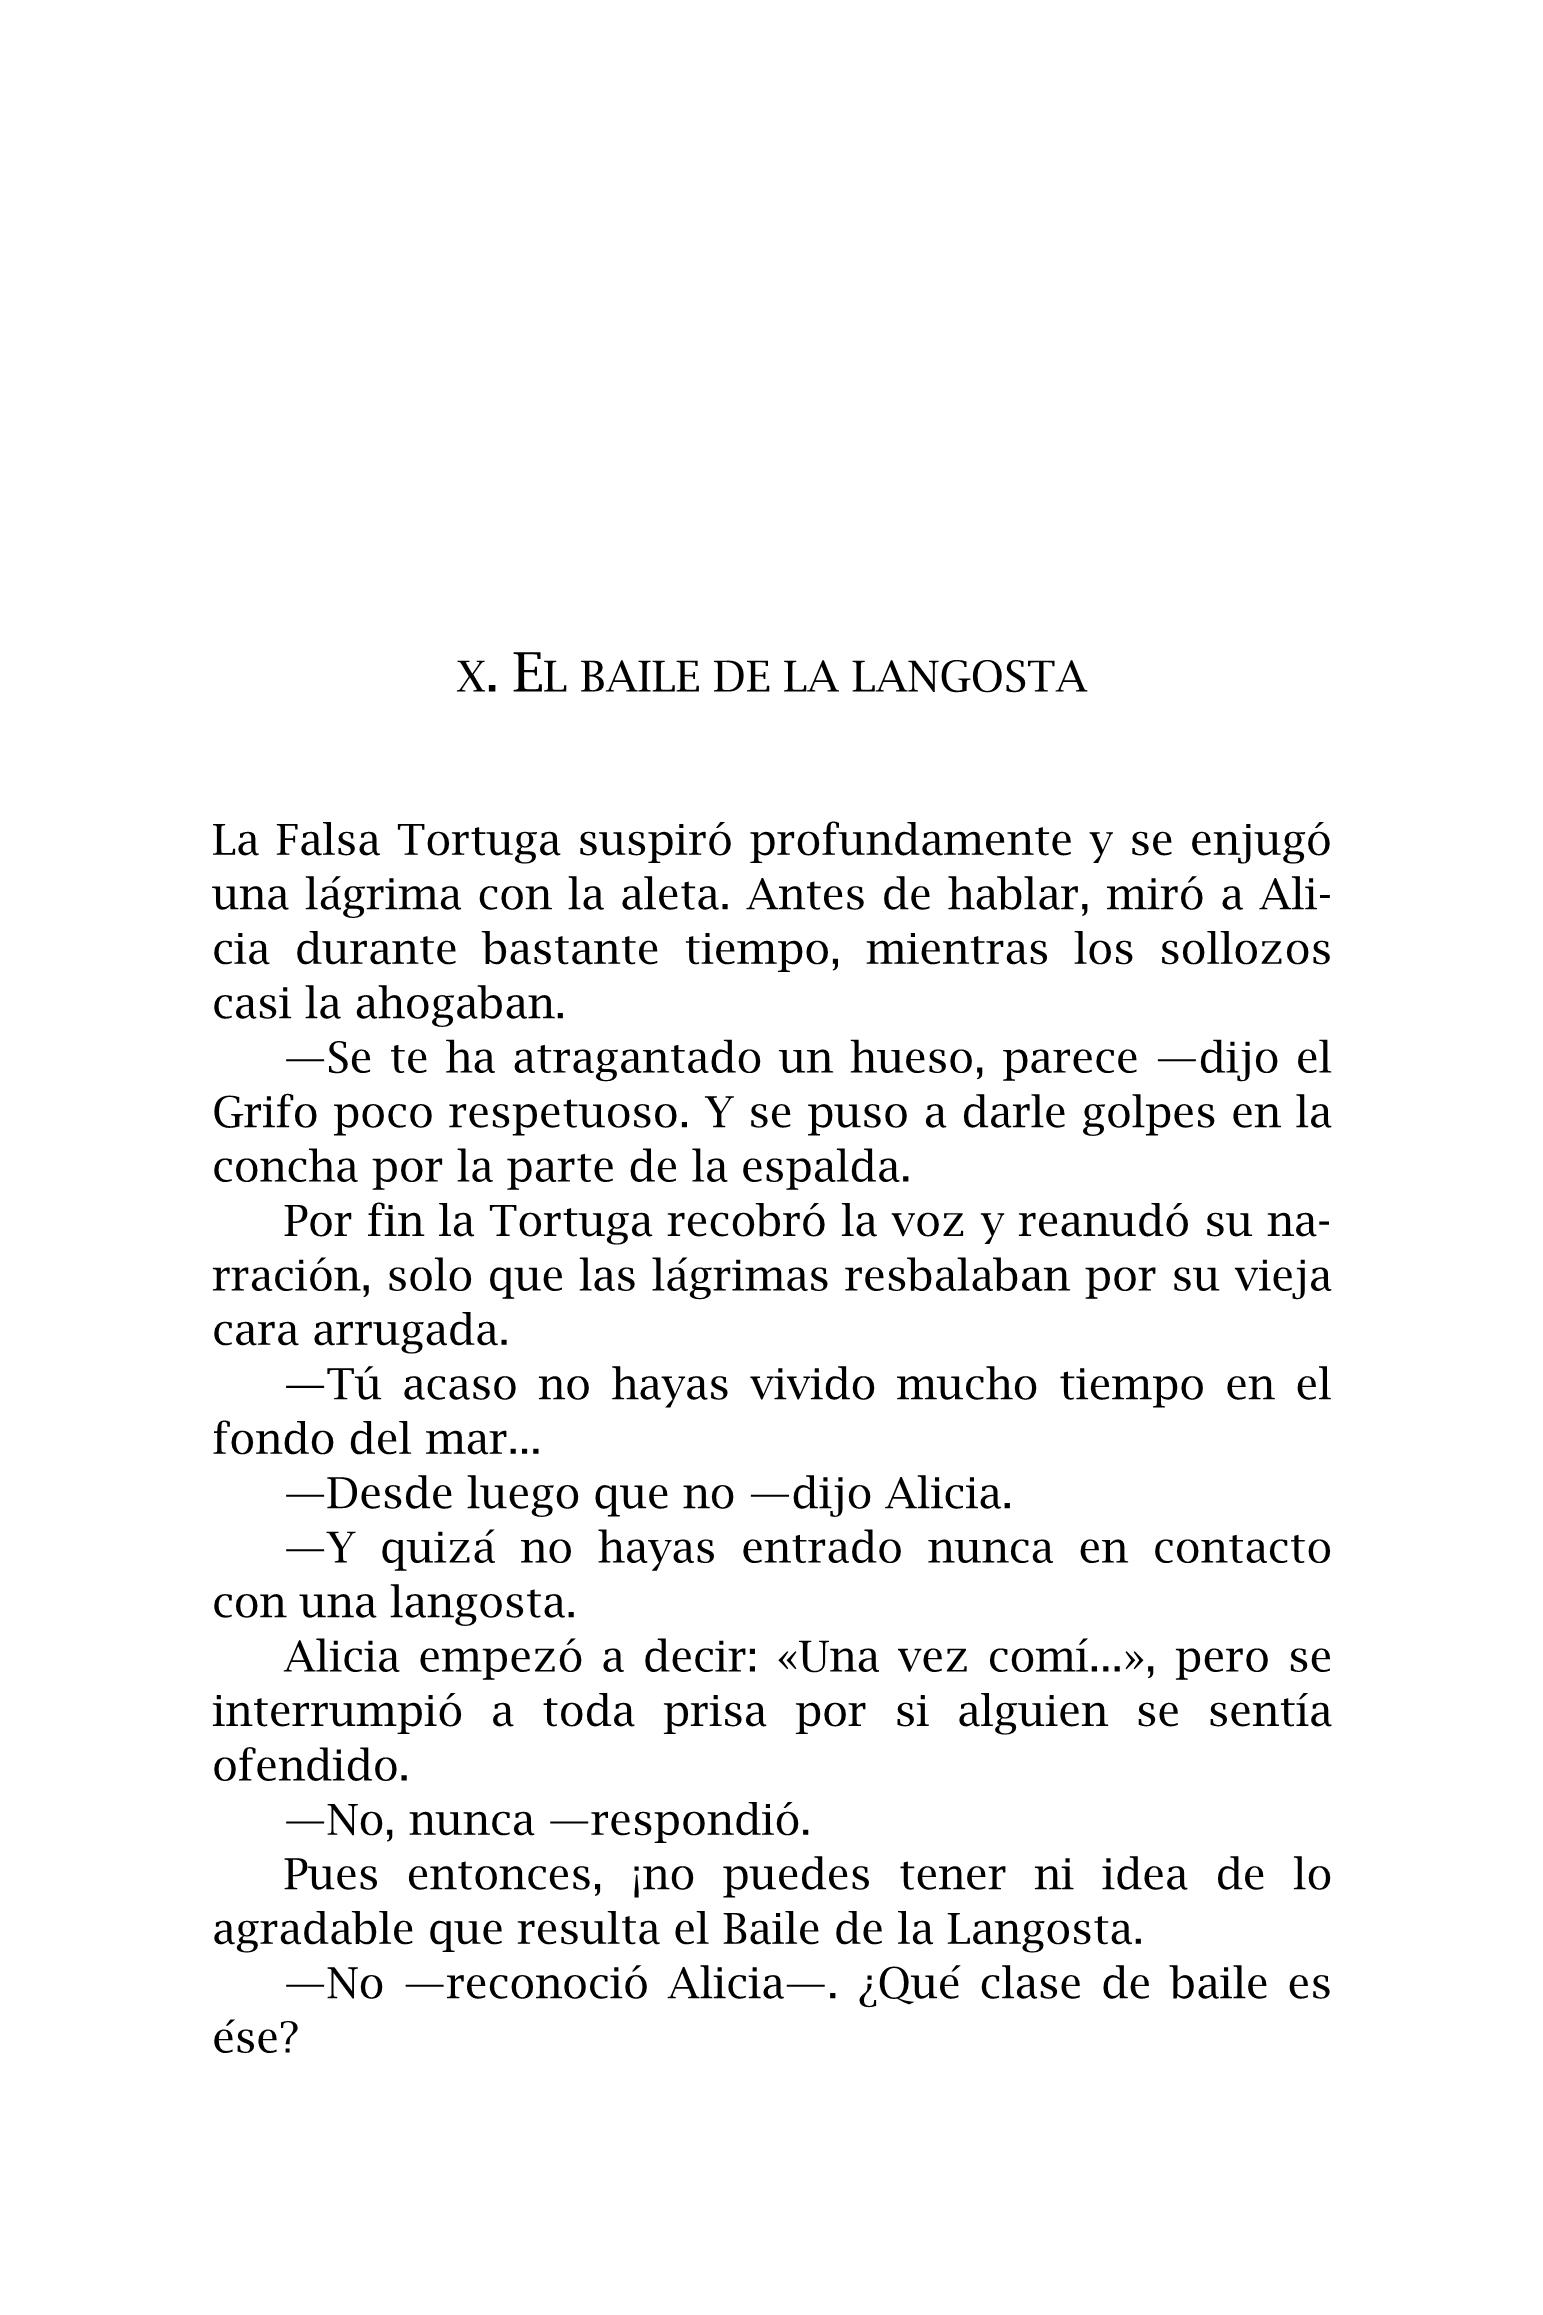 X. EL BAILE DE LA LANGOSTA
La Falsa Tortuga suspiró profundamente y se enjugó
una lágrima con la aleta. Antes de hablar, miró a Ali-
cia durante bastante tiempo, mientras los sollozos
casi la ahogaban.
—Se te ha atragantado un hueso, parece —dijo el
Grifo poco respetuoso. Y se puso a darle golpes en la
concha por la parte de la espalda.
Por fin la Tortuga recobró la voz y reanudó su na-
rración, solo que las lágrimas resbalaban por su vieja
cara arrugada.
—Tú acaso no hayas vivido mucho tiempo en el
fondo del mar...
—Desde luego que no —dijo Alicia.
—Y quizá no hayas entrado nunca en contacto
con una langosta.
Alicia empezó a decir: «Una vez comí...», pero se
interrumpió a toda prisa por si alguien se sentía
ofendido.
—No, nunca —respondió.
Pues entonces, ¡no puedes tener ni idea de lo
agradable que resulta el Baile de la Langosta.
—No —reconoció Alicia—. ¿Qué clase de baile es
ése?